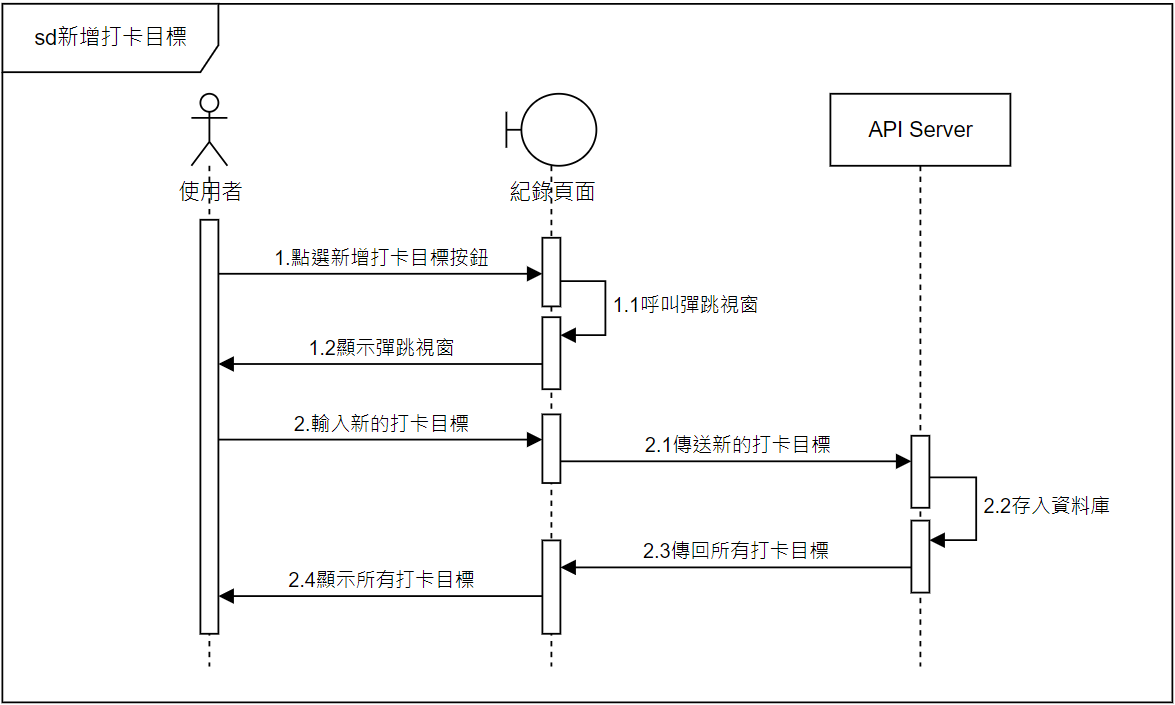 sd新增打卡目標
API Server
使用者
紀錄頁面
1.點選新增打卡目標按鈕
1.1呼叫彈跳視窗
1.2顯示彈跳視窗
2.輸入新的打卡目標
2.1傳送新的打卡目標
2.2存入資料庫
2.3傳回所有打卡目標
2.4顯示所有打卡目標